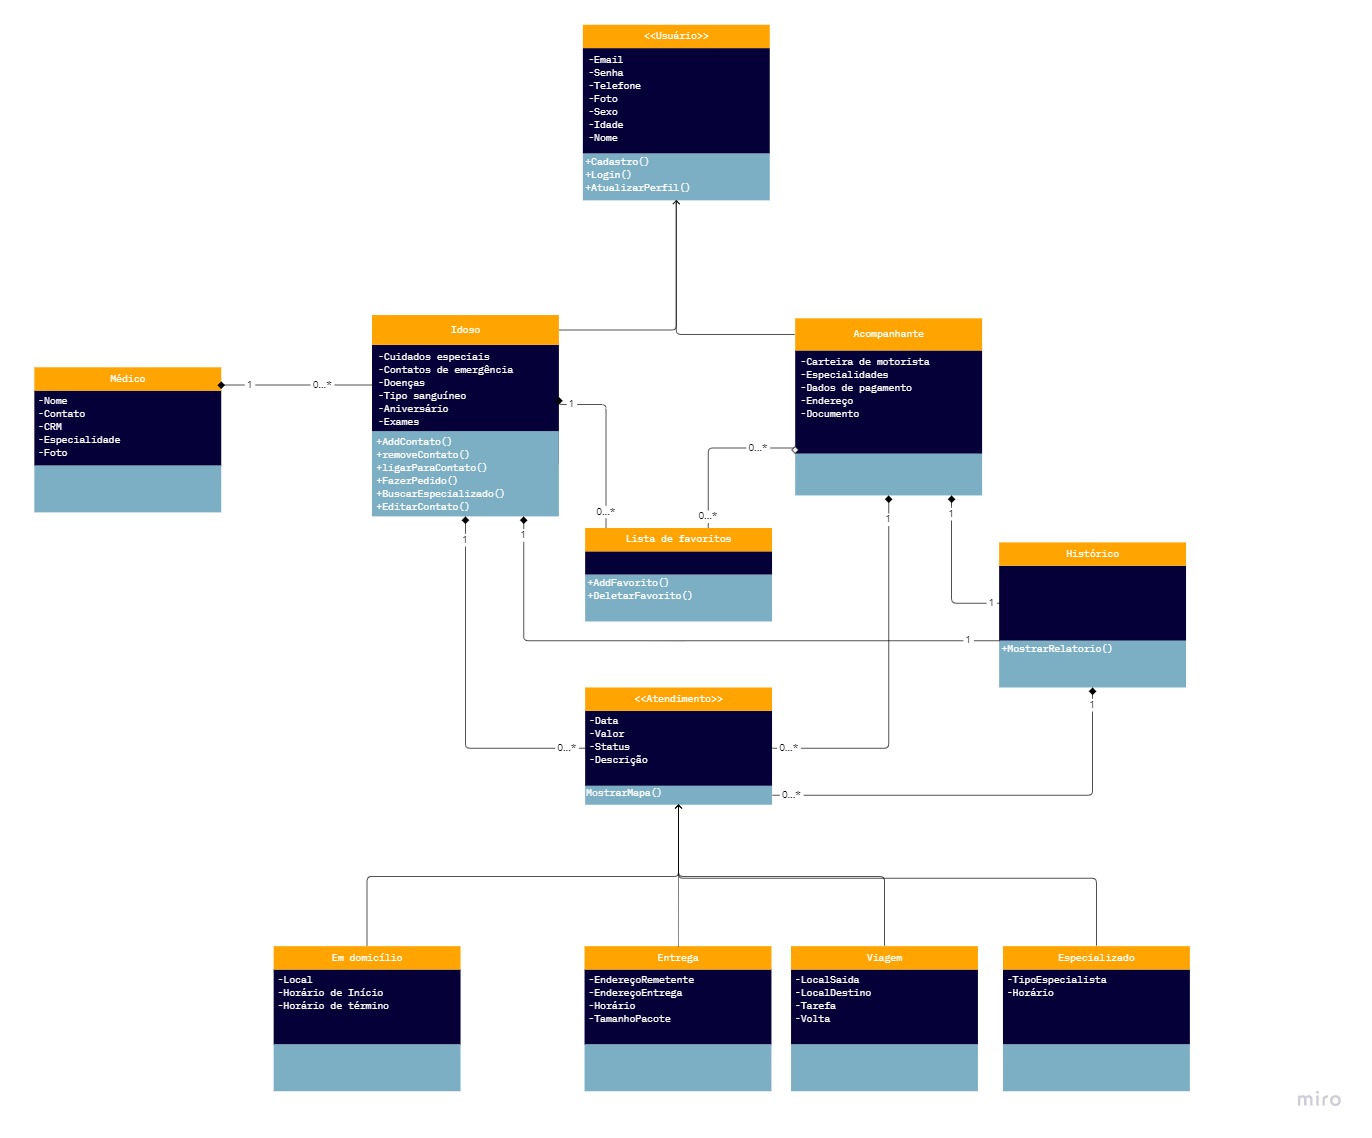 <<Usuário>>
-Email
-Senha
-Telefone
-Foto
-Sexo
-Idade
-Nome
+Cadastro()
+Login()
+AtualizarPerfil()
Médico
-Nome
-Contato
-CRM
-Especialidade
-Foto
1
0...*
Idoso
-Cuidados especiais
-Contatos de emergência
-Doenças
-Tipo sanguíneo
-Aniversário
-Exames
+AddContato()
+removeContato()
+ligarParaContato()
+FazerPedido()
+BuscarEspecializado()
+EditarContato()
1
0...*
Acompanhante
-Carteira de motorista
-Especialidades
-Dados de pagamento
-Endereço
-Documento
0...*
0...*
Lista de favoritos
+AddFavorito()
+DeletarFavorito()
1
1
1
1
1
1
Histórico
+MostrarRelatorio()
1
<<Atendimento>>
-Data
-Valor
-Status
-Descrição
MostrarMapa()
0...*
0...*
0...*
Em domicílio
-Local
-Horário de Início
-Horário de término
Entrega
-EndereçoRemetente
-EndereçoEntrega
-Horário
-TamanhoPacote
Viagem
-LocalSaida
-LocalDestino
-Tarefa
-Volta
Especializado
-TipoEspecialista
-Horário
miro